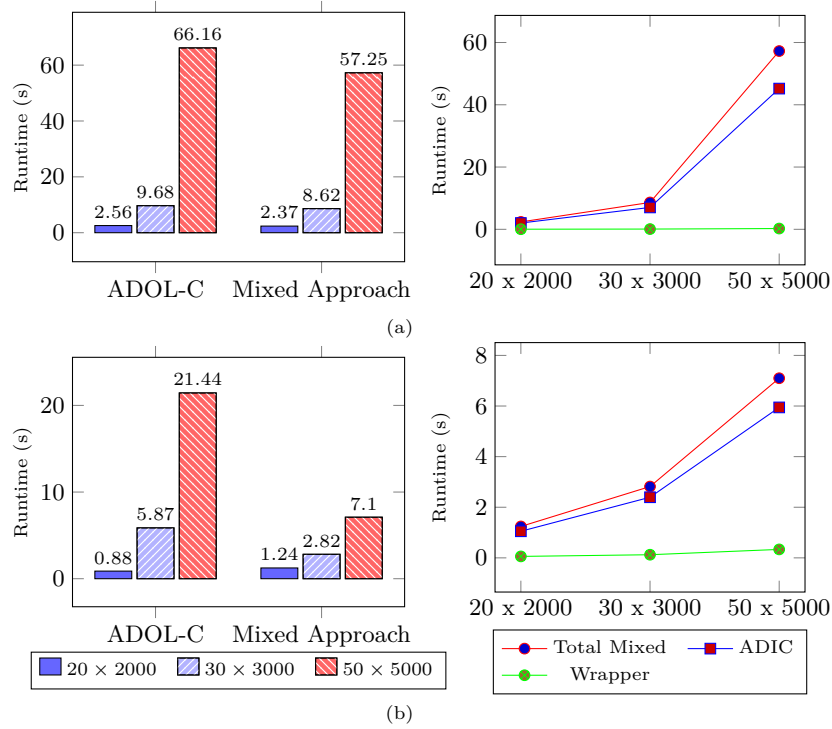 66.16
57.25
9.68
8.62
2.56
2.37
60
40
20
0
Runtime (s)
ADOL-C
Mixed Approach
60
40
20
0
Runtime (s)
20 x 2000
30 x 3000
50 x 5000
(a)
21.44
5.87
7.1
0.88
1.24
2.82
20
10
0
Runtime (s)
ADOL-C
Mixed Approach
20 × 2000
30 × 3000
50 × 5000
8
6
4
2
0
Runtime (s)
20 x 2000
30 x 3000
50 x 5000
Total Mixed
ADIC
Wrapper
(b)